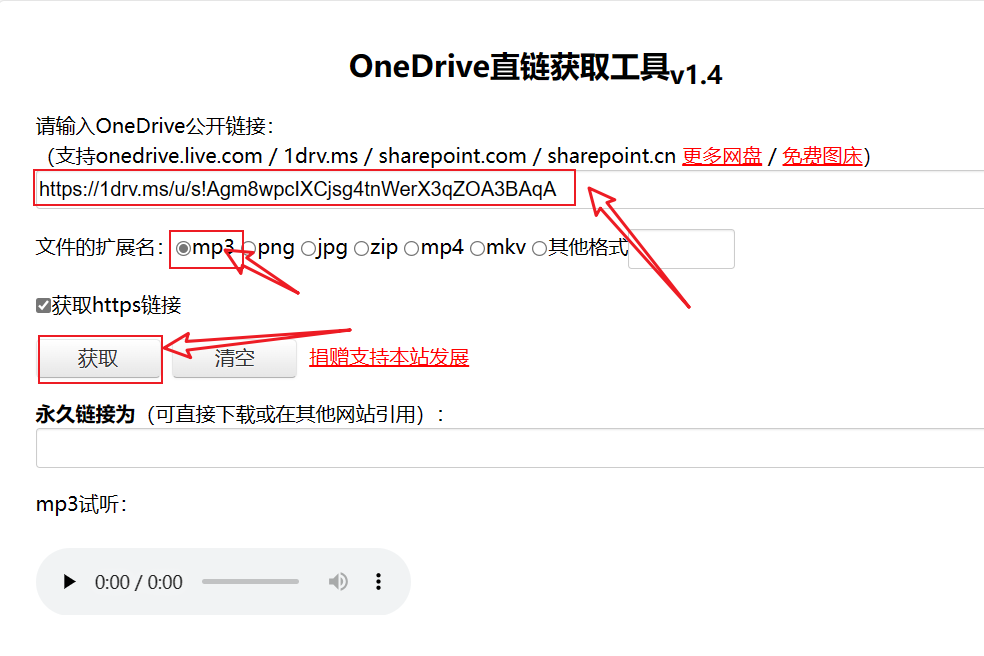 OneDrive直链获取工具v1.4
请输入OneDrive公开链接：
（支持onedrive.live.com / 1drv.ms / sharepoint.com / sharepoint.cn 更多网盘 / 免费图床）
https://1drv.ms/u/s!Agm8wpcIXCjsg4tnWerX3qZOA3BAqA
文件的扩展名：mp3 png jpg zip mp4 mkv 其他格式
获取https链接
获取 清空 捐赠支持本站发展
永久链接为（可直接下载或在其他网站引用）：
mp3试听：
0:00 / 0:00